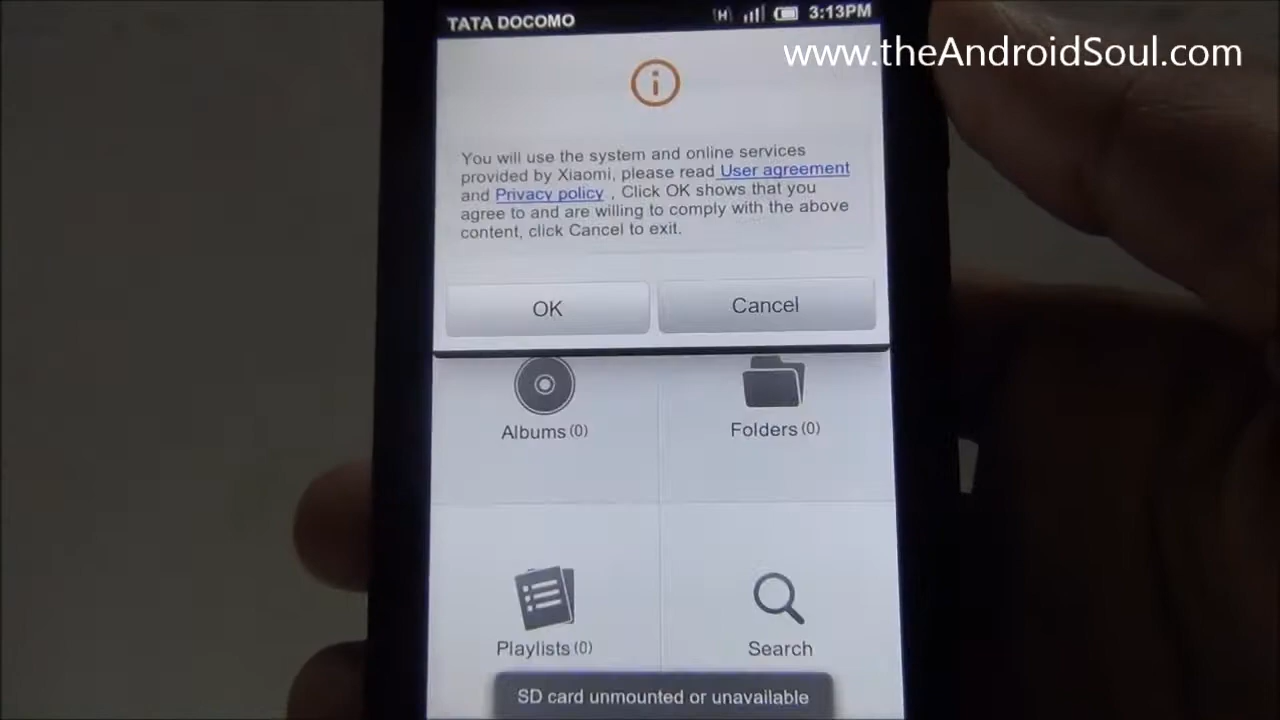 TATA DOCOMO H 3:13PM
www.theAndroidSoul.com
You will use the system and online services
provided by Xiaomi, please read User agreement
and Privacy policy , Click OK shows that you
agree to and are willing to comply with the above
content, click Cancel to exit.
OK Cancel
Albums (0) Folders (0)
Playlists (0) Search
SD card unmounted or unavailable